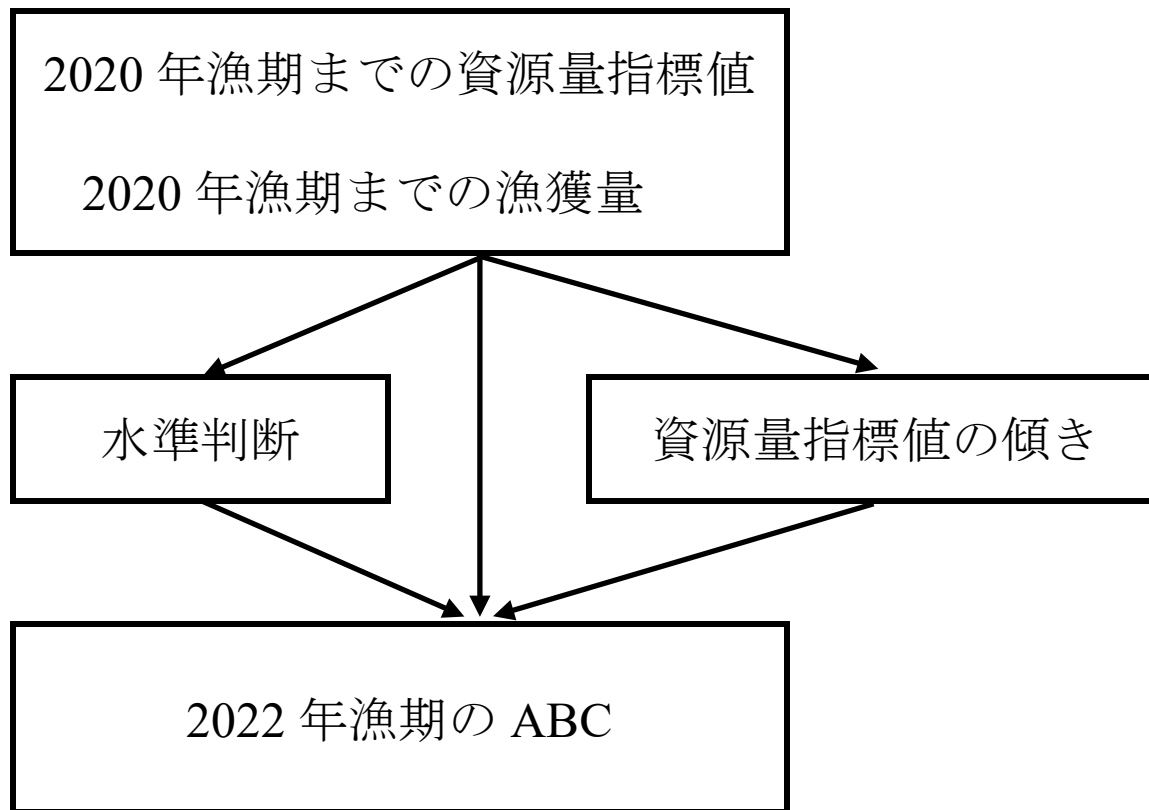 2020 年漁期までの資源量指標値
2020 年漁期までの漁獲量
水準判断
資源量指標値の傾き
2022 年漁期の ABC